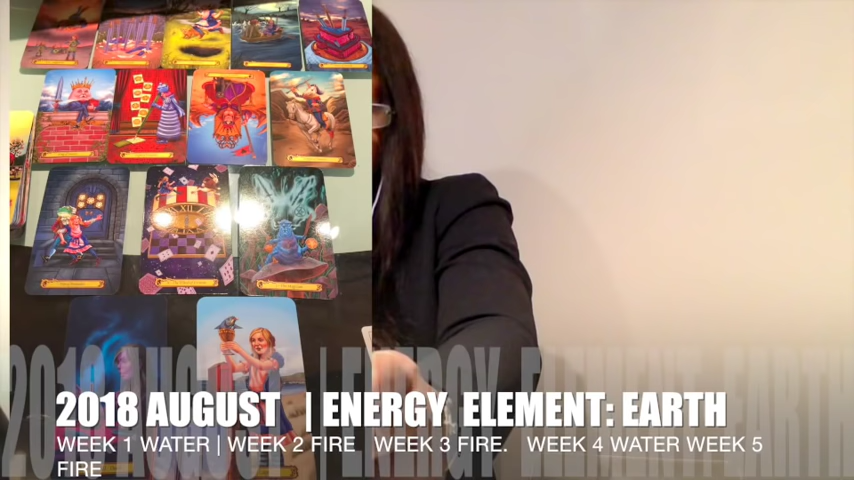 2018 AUGUST | ENERGY ELEMENT: EARTH
WEEK 1 WATER | WEEK 2 FIRE WEEK 3 FIRE. WEEK 4 WATER WEEK 5
FIRE